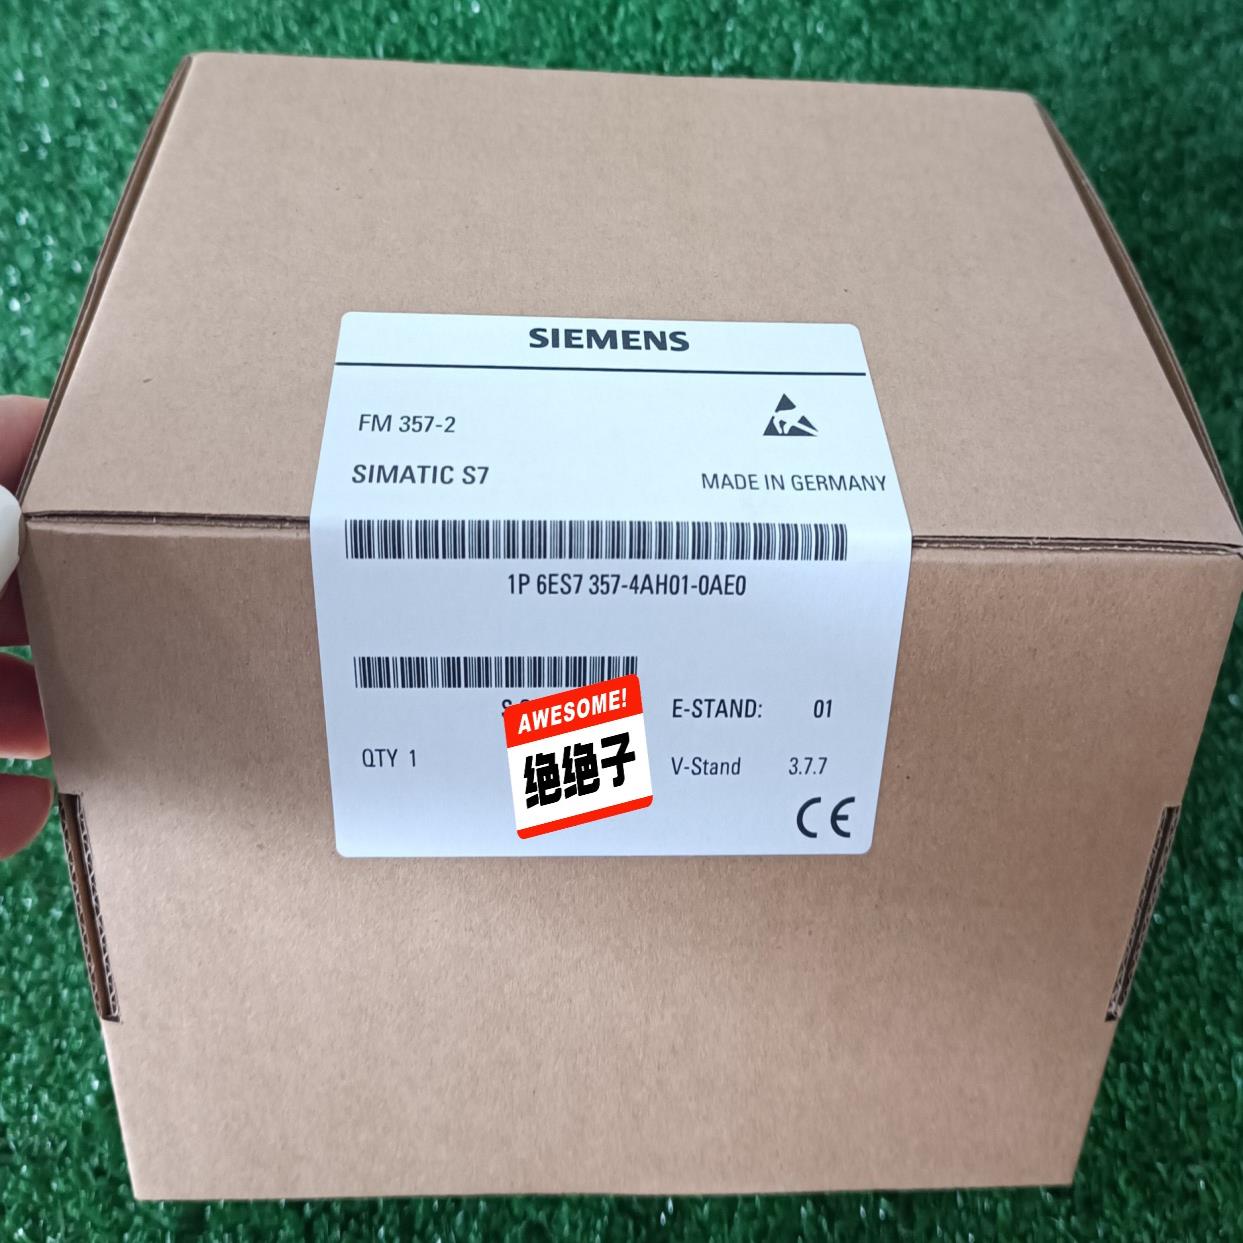 SIEMENS
FM 357-2
SIMATIC S7
MADE IN GERMANY
1P 6ES7 357-4AH01-0AE0
AWESOME!
绝绝子
E-STAND: 01
QTY 1
V-Stand 3.7.7
CE